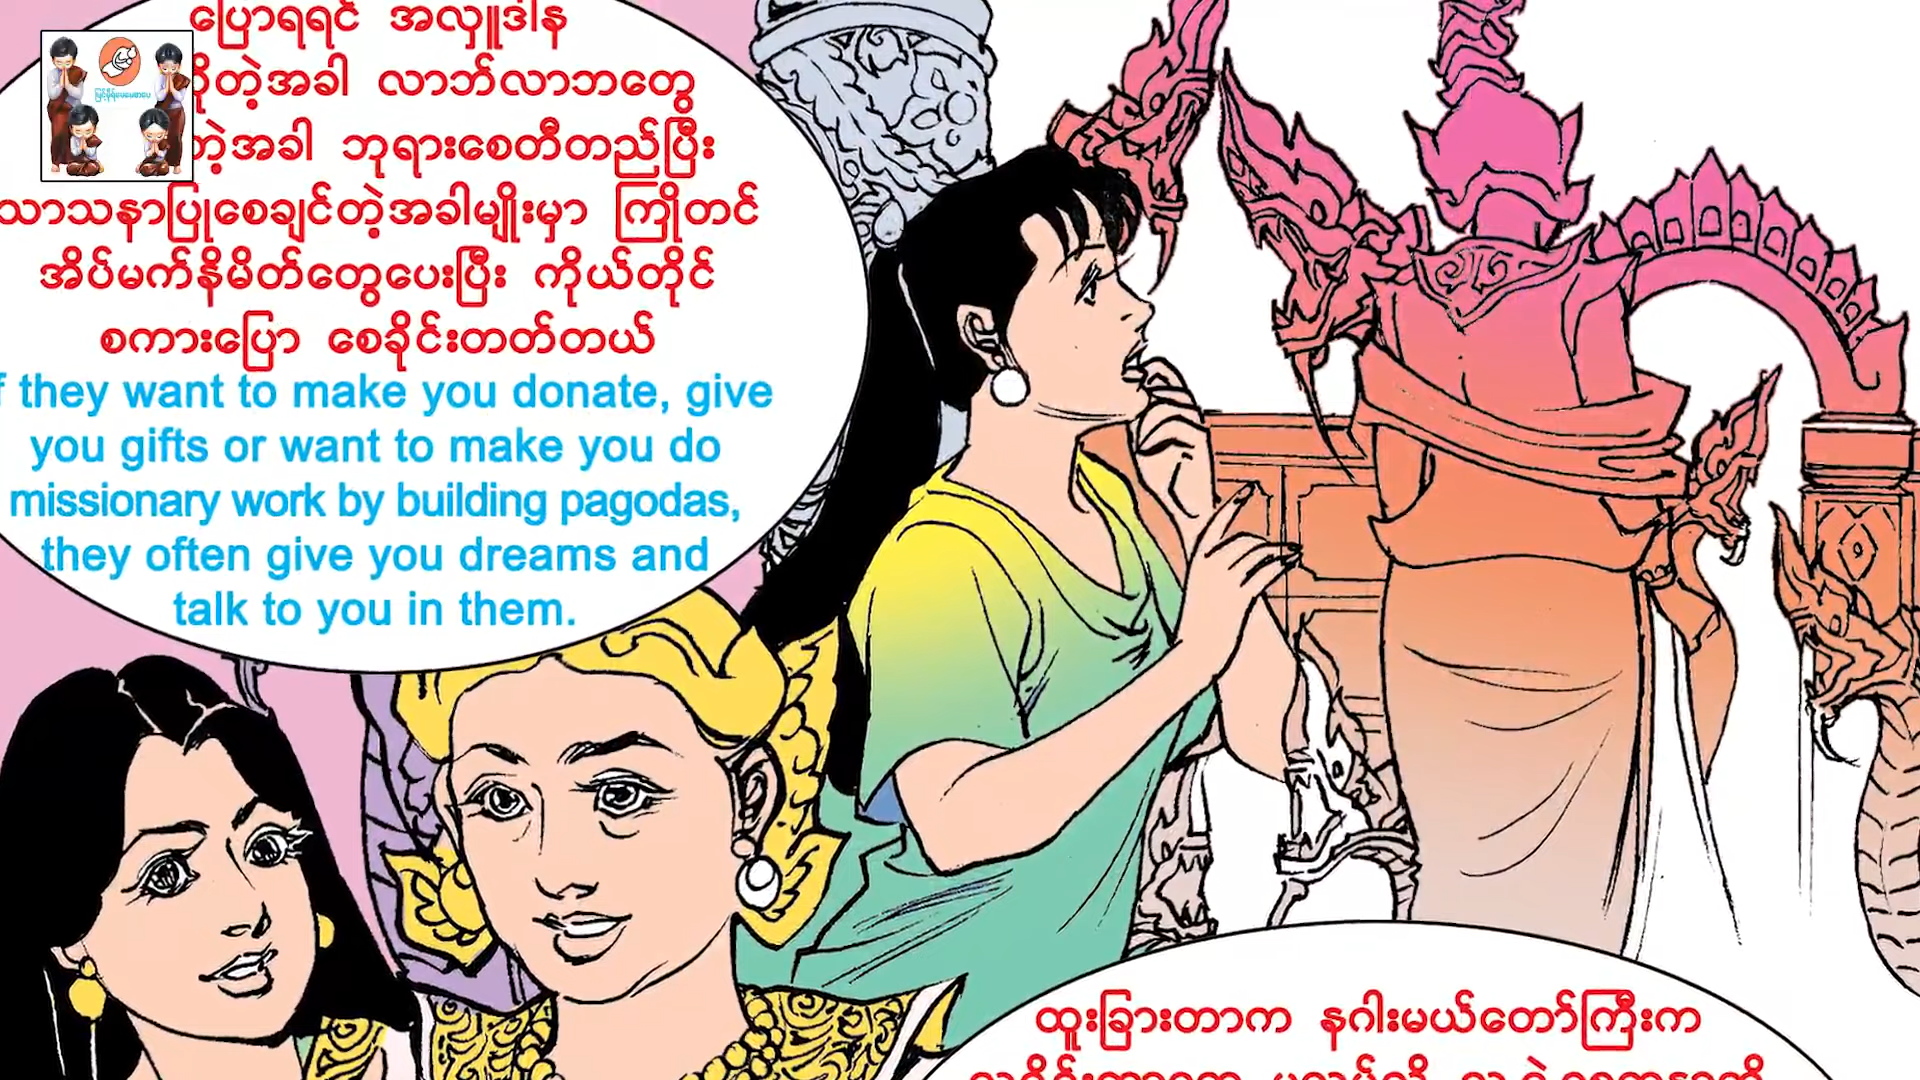 ပြောရရင် အလှူဒါန
တဲ့အခါ လာဘ်လာဘတွေ
တဲ့အခါ ဘုရားစေတီတည်ပြီး
သာသနာပြုစေချင်တဲ့အခါမျိုးမှာ ကြိုတင်
အိပ်မက်နိမိတ်တွေပေးပြီး ကိုယ်တိုင်
စကားပြော စေခိုင်းတတ်တယ်
f they want to make you donate, give
you gifts or want to make you do
missionary work by building pagodas,
they often give you dreams and
talk to you in them.
ထူးခြားတာက နဂါးမယ်တော်ကြီးက